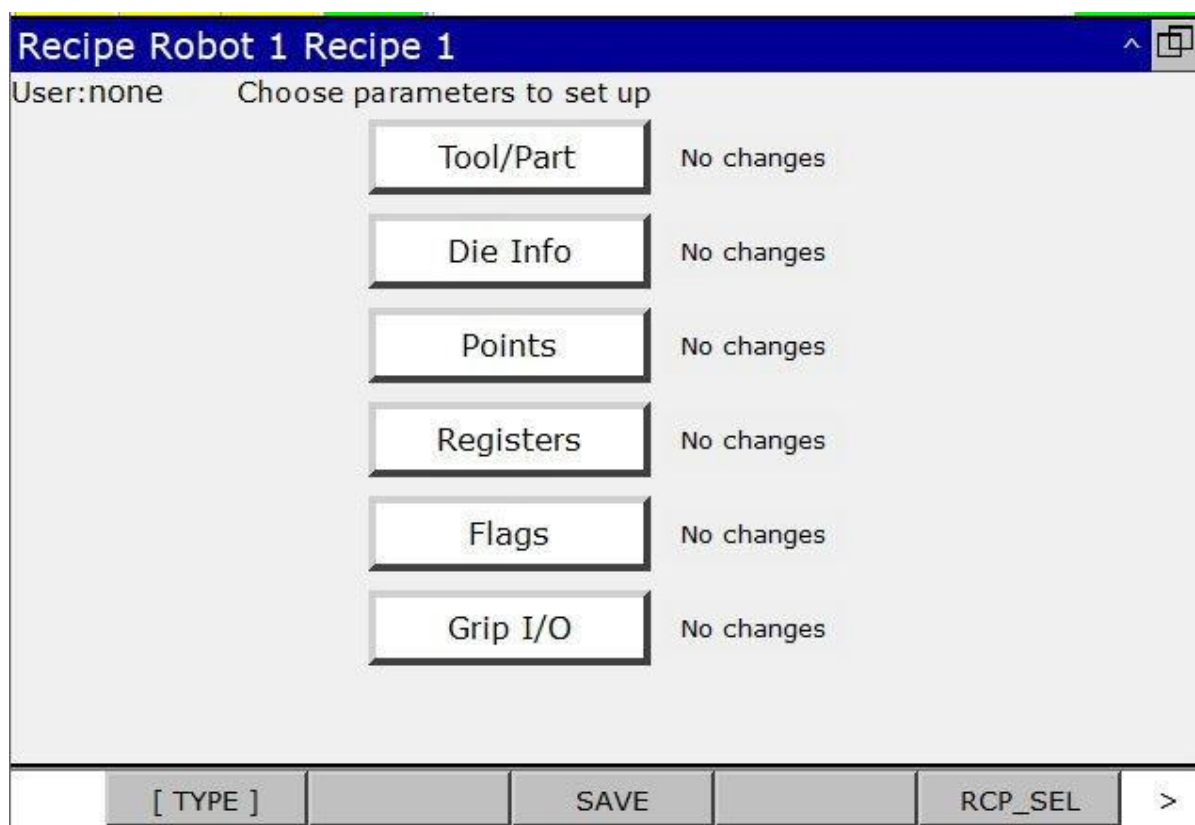 Recipe Robot 1 Recipe 1 ^
User:none Choose parameters to set up
Tool/Part No changes
Die Info No changes
Points No changes
Registers No changes
Flags No changes
Grip I/O No changes
[ TYPE ] SAVE RCP_SEL >